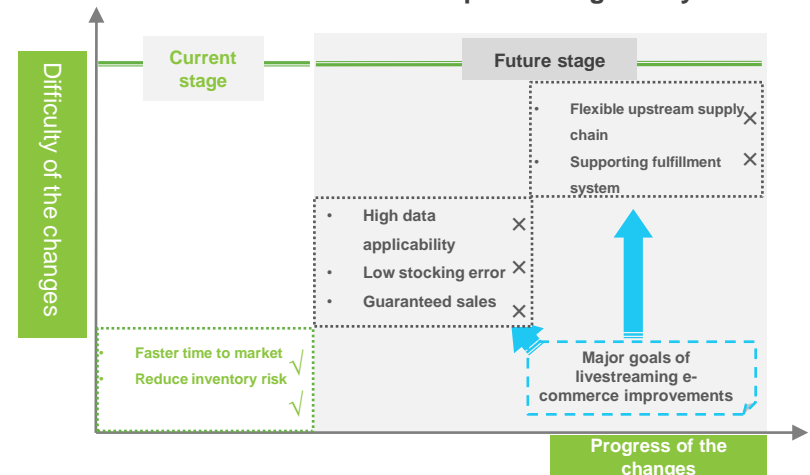 Current
stage
Future stage
Difficulty of the changes
• Flexible upstream supply ×
chain
• Supporting fulfillment ×
system
• High data ×
applicability
• Low stocking error ×
• Guaranteed sales ×
• Faster time to market √
• Reduce inventory risk √
Major goals of
livestreaming e-
commerce improvements
Progress of the
changes